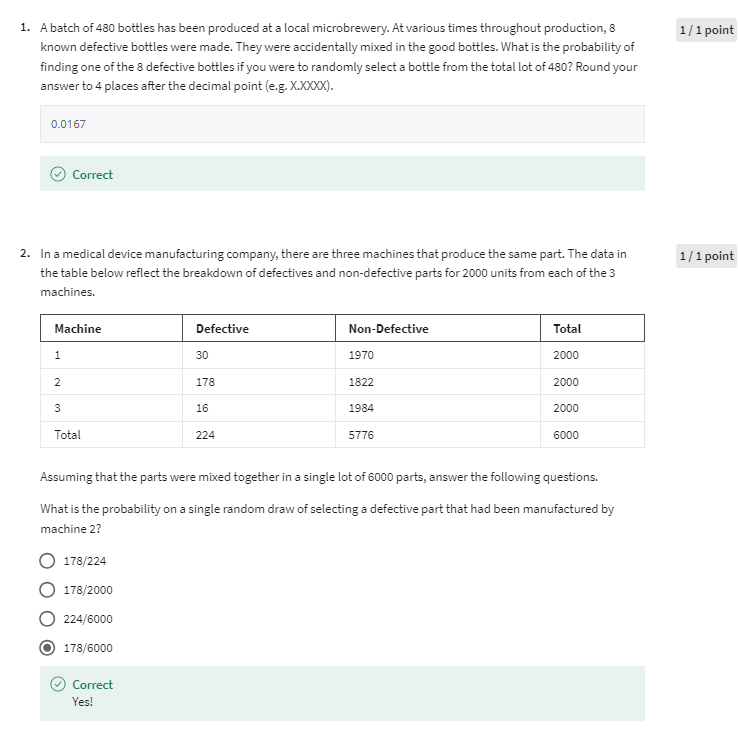 1. A batch of 480 bottles has been produced at a local microbrewery. At various times throughout production, 8
1 / 1 point
known defective bottles were made. They were accidentally mixed in the good bottles. What is the probability of
finding one of the 8 defective bottles if you were to randomly select a bottle from the total lot of 480? Round your
answer to 4 places after the decimal point (e.g. X.XXXX).
0.0167
Correct
2. In a medical device manufacturing company, there are three machines that produce the same part. The data in
1 / 1 point
the table below reflect the breakdown of defectives and non-defective parts for 2000 units from each of the 3
machines.
Machine Defective Non-Defective Total
1 30 1970 2000
2 178 1822 2000
3 16 1984 2000
Total 224 5776 6000
Assuming that the parts were mixed together in a single lot of 6000 parts, answer the following questions.
What is the probability on a single random draw of selecting a defective part that had been manufactured by
machine 2?
178/224
178/2000
224/6000
178/6000
Correct
Yes!